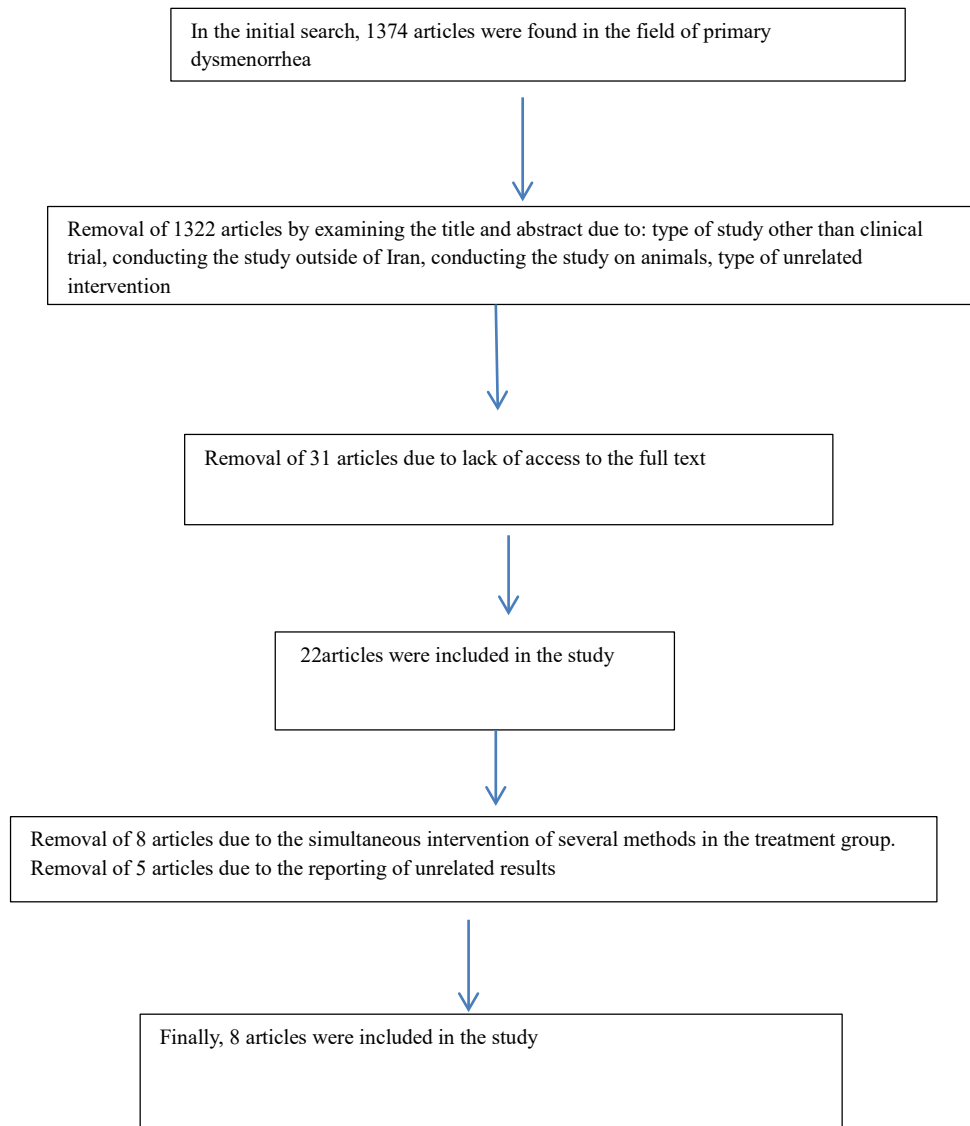 In the initial search, 1374 articles were found in the field of primary
dysmenorrhea
Removal of 1322 articles by examining the title and abstract due to: type of study other than clinical
trial, conducting the study outside of Iran, conducting the study on animals, type of unrelated
intervention
Removal of 31 articles due to lack of access to the full text
22articles were included in the study
Removal of 8 articles due to the simultaneous intervention of several methods in the treatment group.
Removal of 5 articles due to the reporting of unrelated results
Finally, 8 articles were included in the study